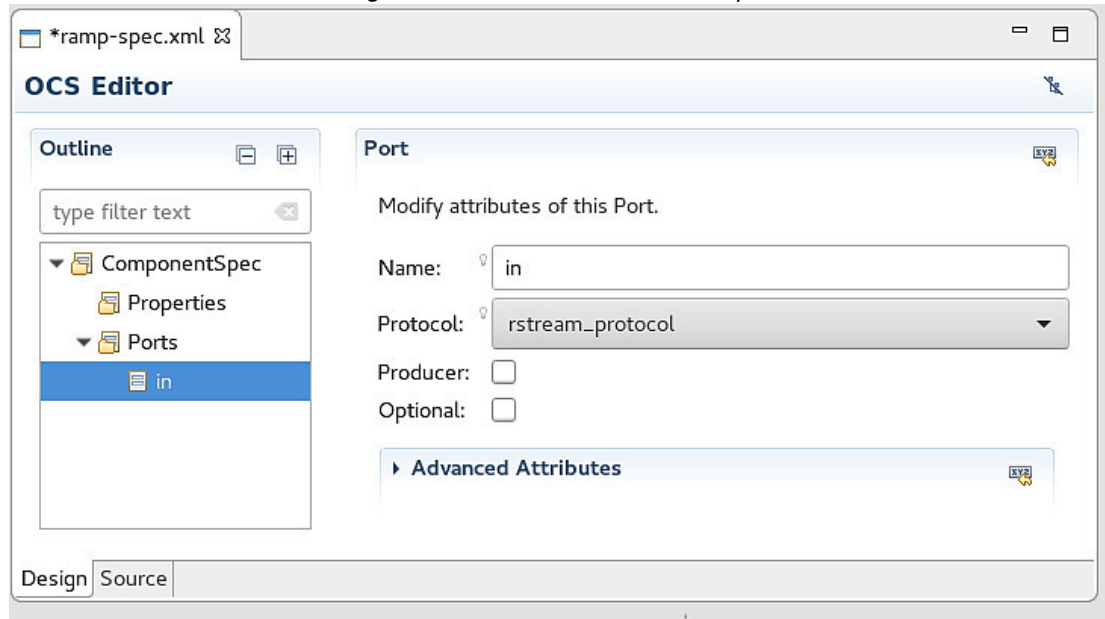 *ramp-spec.xml
OCS Editor
Outline
type filter text
ComponentSpec
Properties
Ports
in
Port
Modify attributes of this Port.
Name: in
Protocol: rstream_protocol
Producer:
Optional:
Advanced Attributes
Design Source